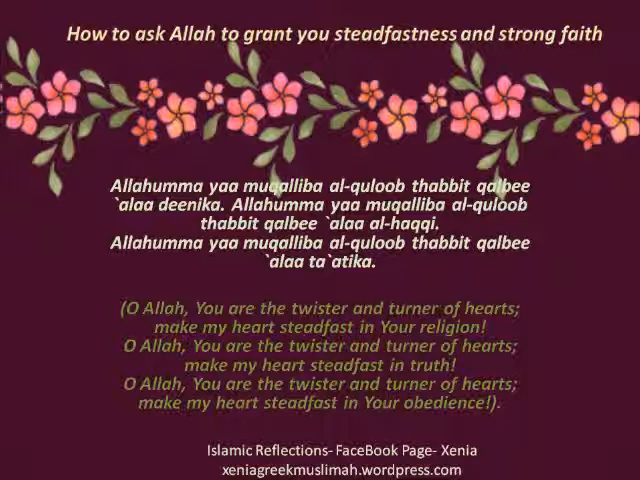 How to ask Allah to grant you steadfastness and strong faith
Allahumma yaa muqalliba al-quloob thabbit qalbee
`alaa deenika. Allahumma yaa muqalliba al-quloob
thabbit qalbee `alaa al-haqqi.
Allahumma yaa muqalliba al-quloob thabbit qalbee
`alaa ta`atika.
(O Allah, You are the twister and turner of hearts;
make my heart steadfast in Your religion!
O Allah, You are the twister and turner of hearts;
make my heart steadfast in truth!
O Allah, You are the twister and turner of hearts;
make my heart steadfast in Your obedience!).
Islamic Reflections- FaceBook Page- Xenia
xeniagreekmuslimah.wordpress.com